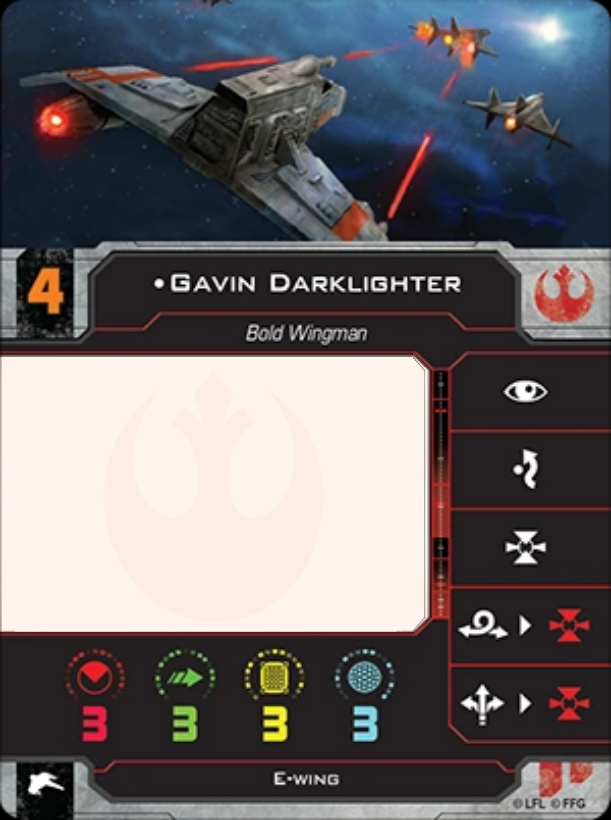 4
•Gavin Darklighter
Bold Wingman
3 3 3 3
E-wing
© LFL © FFG